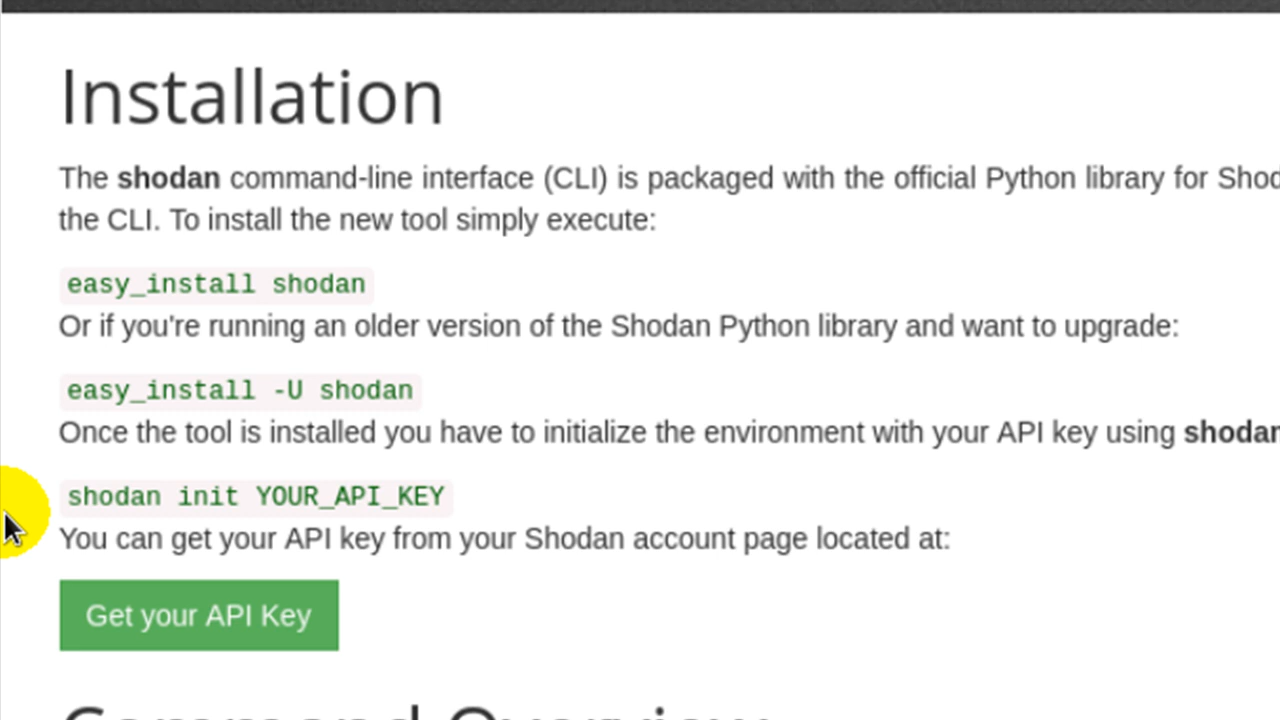 Installation
The shodan command-line interface (CLI) is packaged with the official Python library for
the CLI. To install the new tool simply execute:
easy_install shodan
Or if you're running an older version of the Shodan Python library and want to upgrade:
easy_install -U shodan
Once the tool is installed you have to initialize the environment with your API key using
shodan init YOUR_API_KEY
You can get your API key from your Shodan account page located at:
Get your API Key